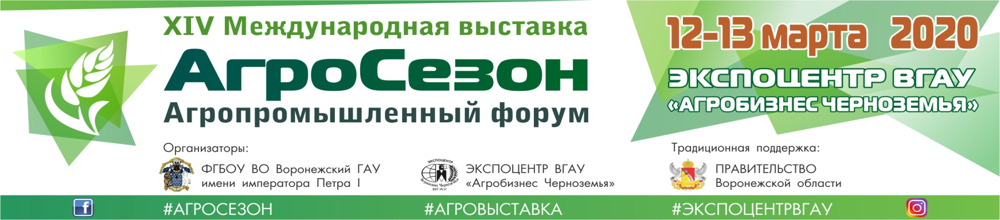 XIV Международная выставка
АгроСезон
Агропромышленный форум
12-13 марта 2020
ЭКСПОЦЕНТР ВГАУ
«АГРОБИЗНЕС ЧЕРНОЗЕМЬЯ»
Организаторы:
ФГБОУ ВО Воронежский ГАУ
имени императора Петра I
ЭКСПОЦЕНТР
Агробизнес Черноземья
ВГАУ
ЭКСПОЦЕНТР ВГАУ
«Агробизнес Черноземья»
Традиционная поддержка:
ПРАВИТЕЛЬСТВО
Воронежской области
f
#АГРОСЕЗОН
#АГРОВЫСТАВКА
#ЭКСПОЦЕНТРВГАУ